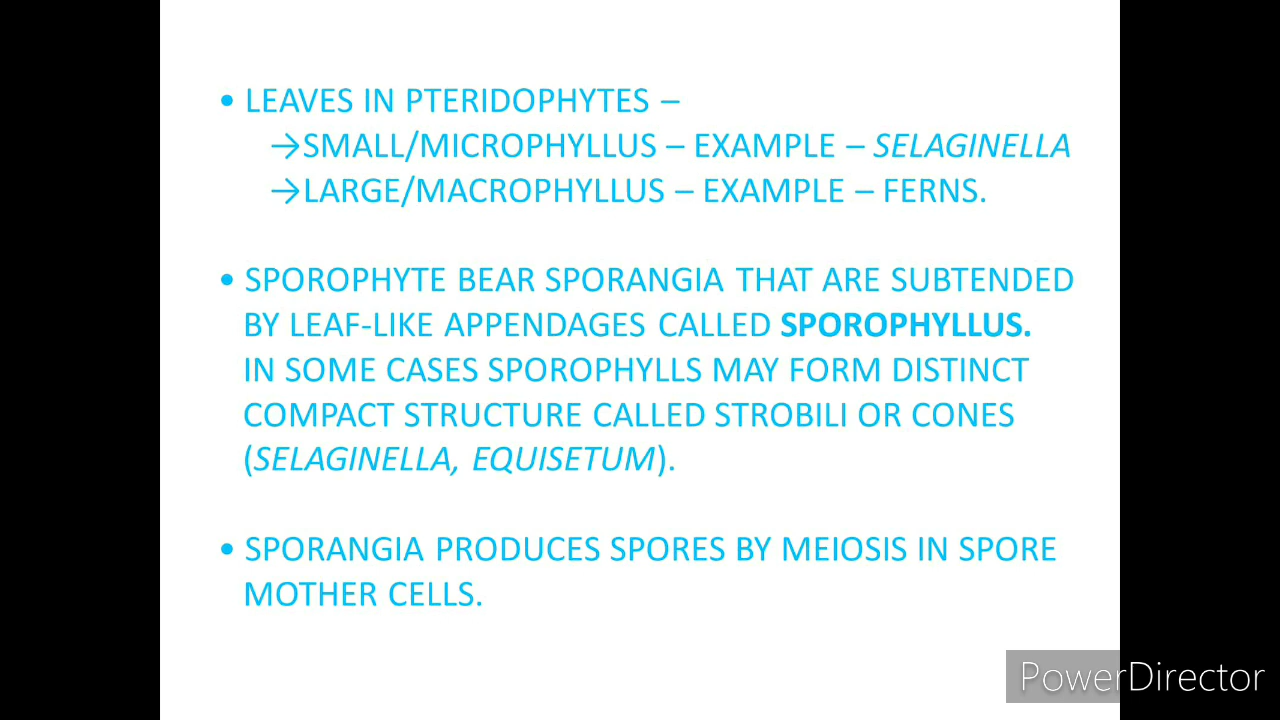 • LEAVES IN PTERIDOPHYTES –
→SMALL/MICROPHYLLUS – EXAMPLE – SELAGINELLA
→LARGE/MACROPHYLLUS – EXAMPLE – FERNS.
• SPOROPHYTE BEAR SPORANGIA THAT ARE SUBTENDED
BY LEAF-LIKE APPENDAGES CALLED SPOROPHYLLUS.
IN SOME CASES SPOROPHYLLS MAY FORM DISTINCT
COMPACT STRUCTURE CALLED STROBILI OR CONES
(SELAGINELLA, EQUISETUM).
• SPORANGIA PRODUCES SPORES BY MEIOSIS IN SPORE
MOTHER CELLS.
PowerDirector